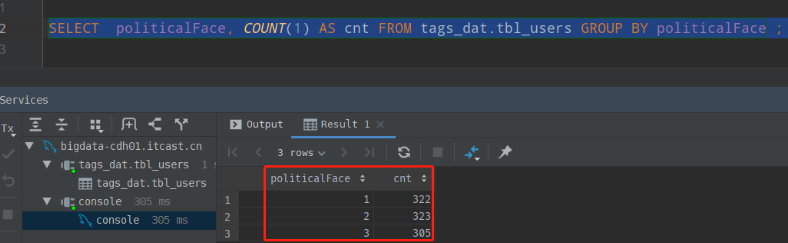 1
2 SELECT politicalFace, COUNT(1) AS cnt FROM tags_dat.tbl_users GROUP BY politicalFace ;
3
Services
Tx
Output Result 1
bigdata-cdh01.itcast.cn
3 rows
tags_dat.tbl_users 1 s
tags_dat.tbl_users
politicalFace cnt
console 305 ms
1 1 322
console 305 ms
2 2 323
3 3 305